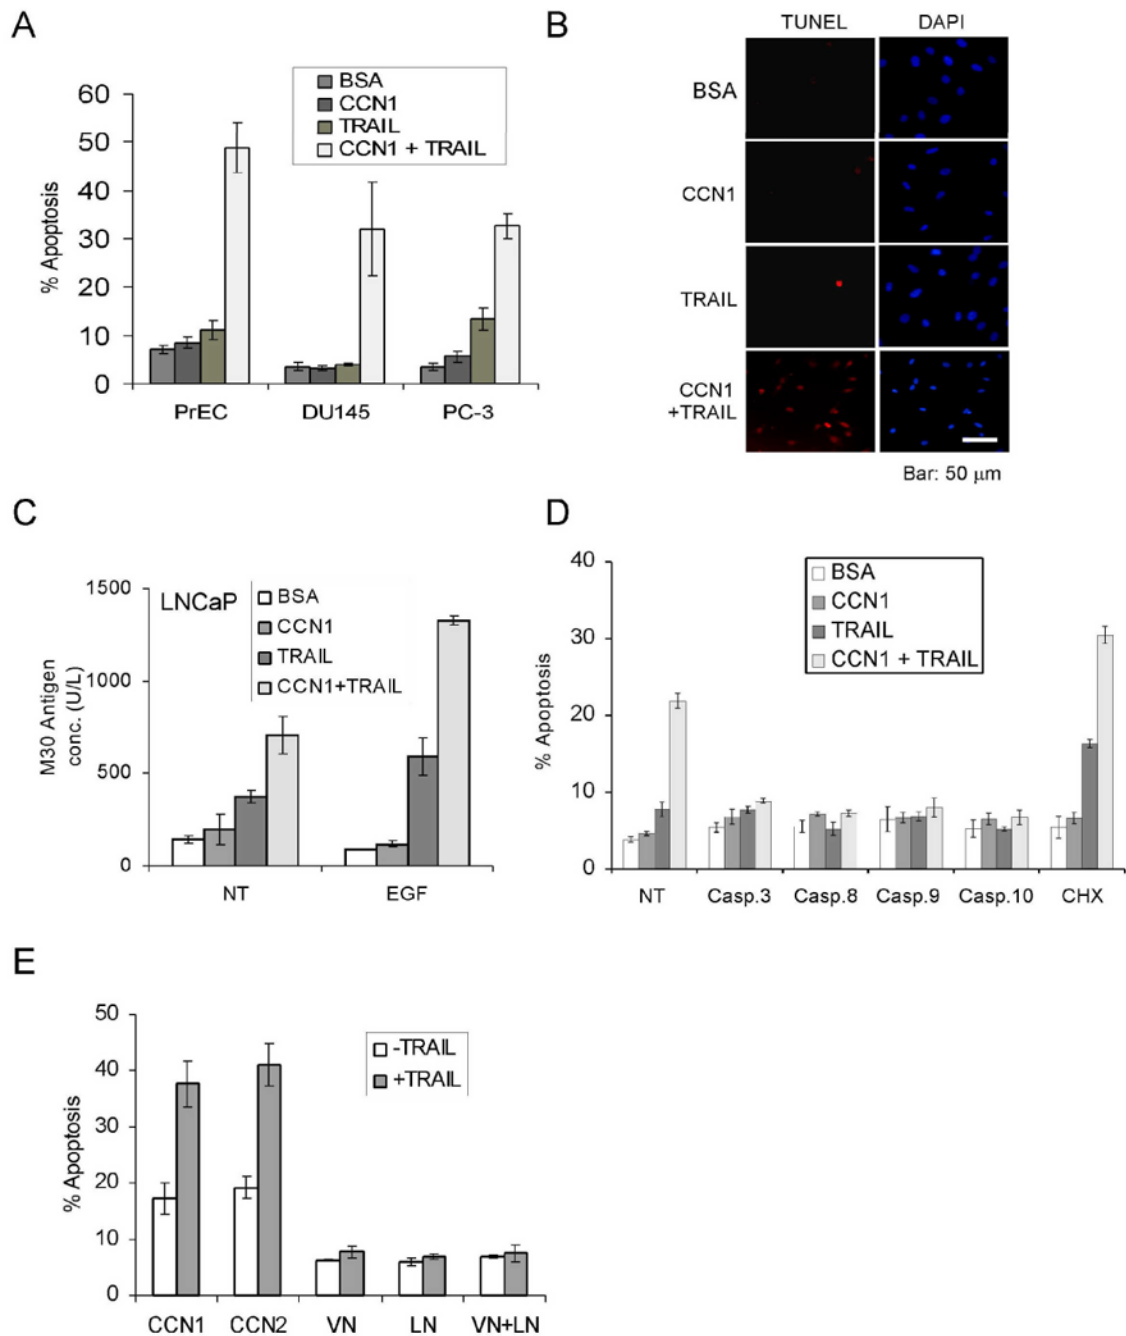 A
BSA
CCN1
TRAIL
CCN1 + TRAIL
60
50
40
30
20
10
0
% Apoptosis
PrEC
DU145
PC-3
B
TUNEL
DAPI
BSA
CCN1
TRAIL
CCN1
+TRAIL
Bar: 50 μm
C
LNCaP
BSA
CCN1
TRAIL
CCN1+TRAIL
1500
1000
500
0
M30 Antigen
conc. (U/L)
NT
EGF
D
BSA
CCN1
TRAIL
CCN1 + TRAIL
40
30
20
10
0
% Apoptosis
NT
Casp.3
Casp.8
Casp.9
Casp.10
CHX
E
-TRAIL
+TRAIL
50
40
30
20
10
0
% Apoptosis
CCN1
CCN2
VN
LN
VN+LN